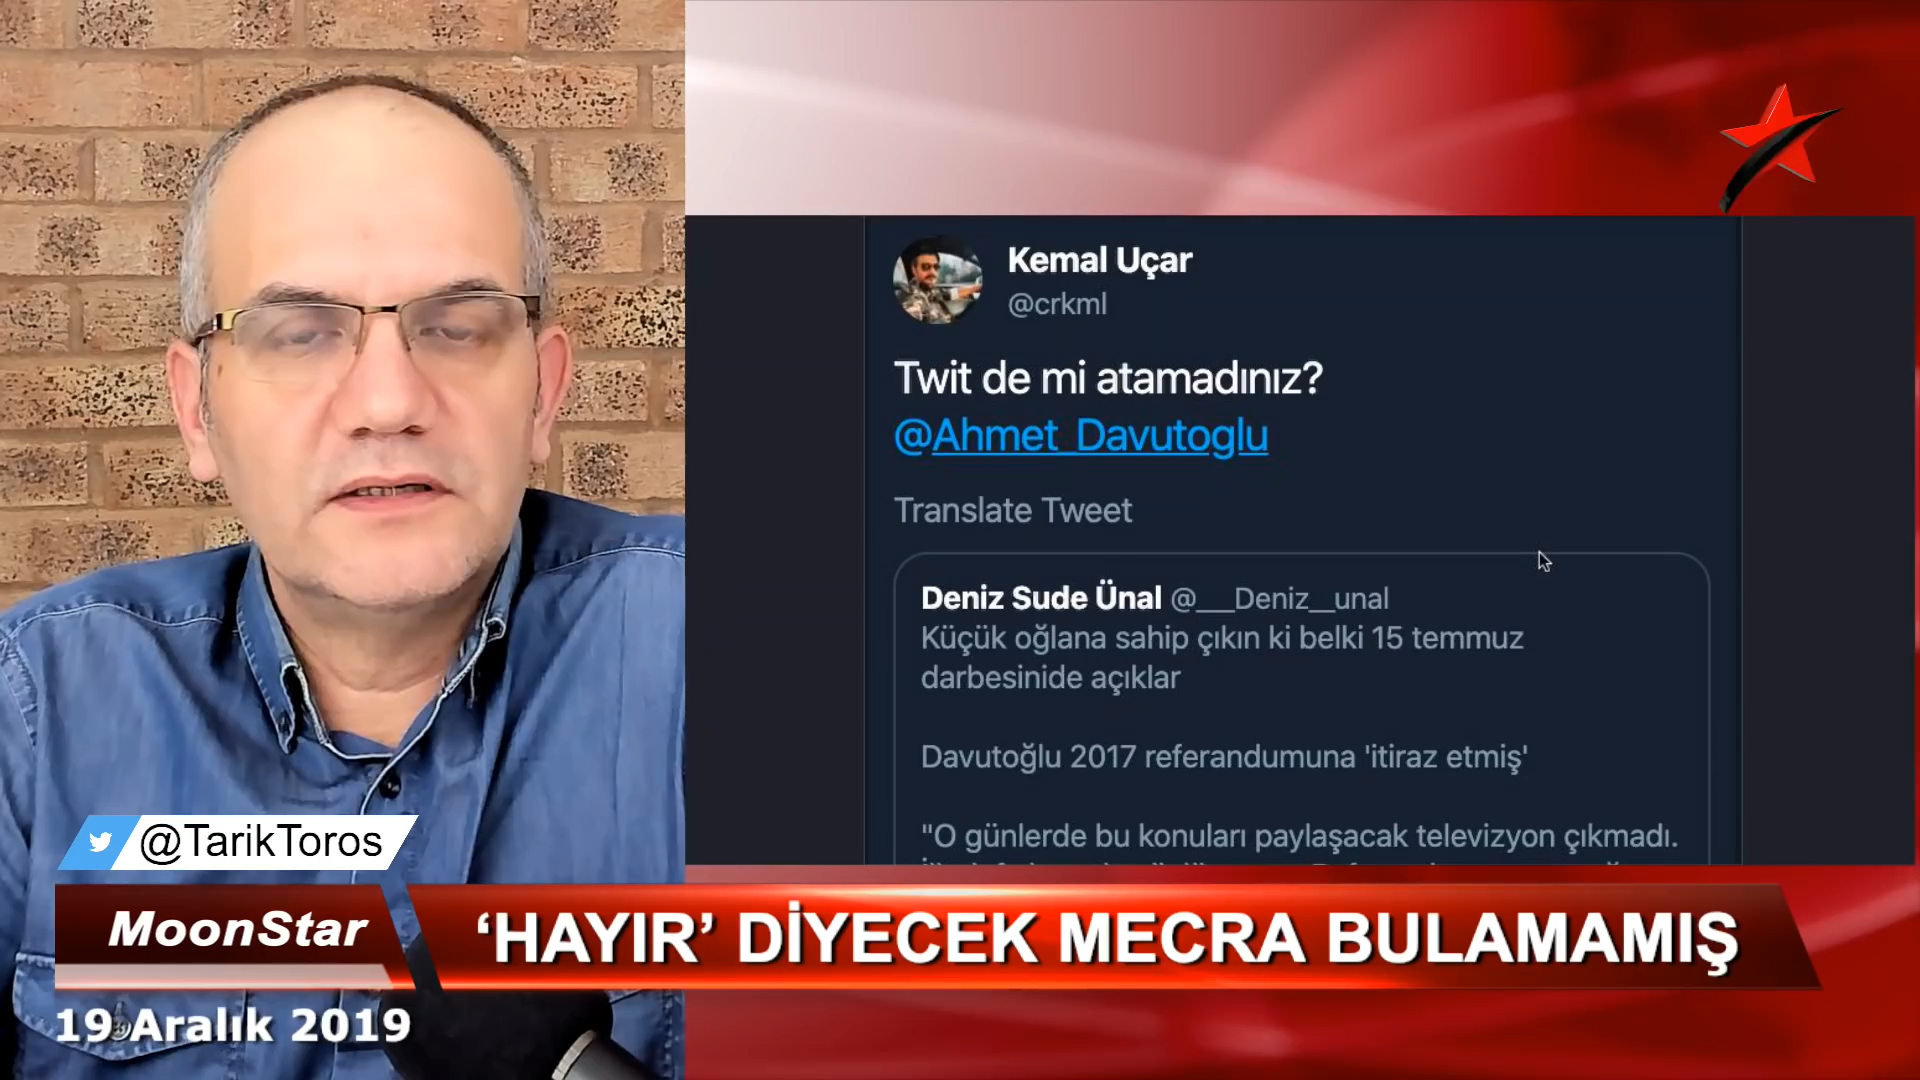 Kemal Uçar
@crkml
Twit de mi atamadınız?
@Ahmet_Davutoglu
Translate Tweet
Deniz Sude Ünal @___Deniz__unal
Küçük oğlana sahip çıkın ki belki 15 temmuz
darbesinide açıklar
Davutoğlu 2017 referandumuna 'itiraz etmiş'
"O günlerde bu konuları paylaşacak televizyon çıkmadı.
@TarikToros
MoonStar
‘HAYIR’ DİYECEK MECRA BULAMAMIŞ
19 Aralık 2019